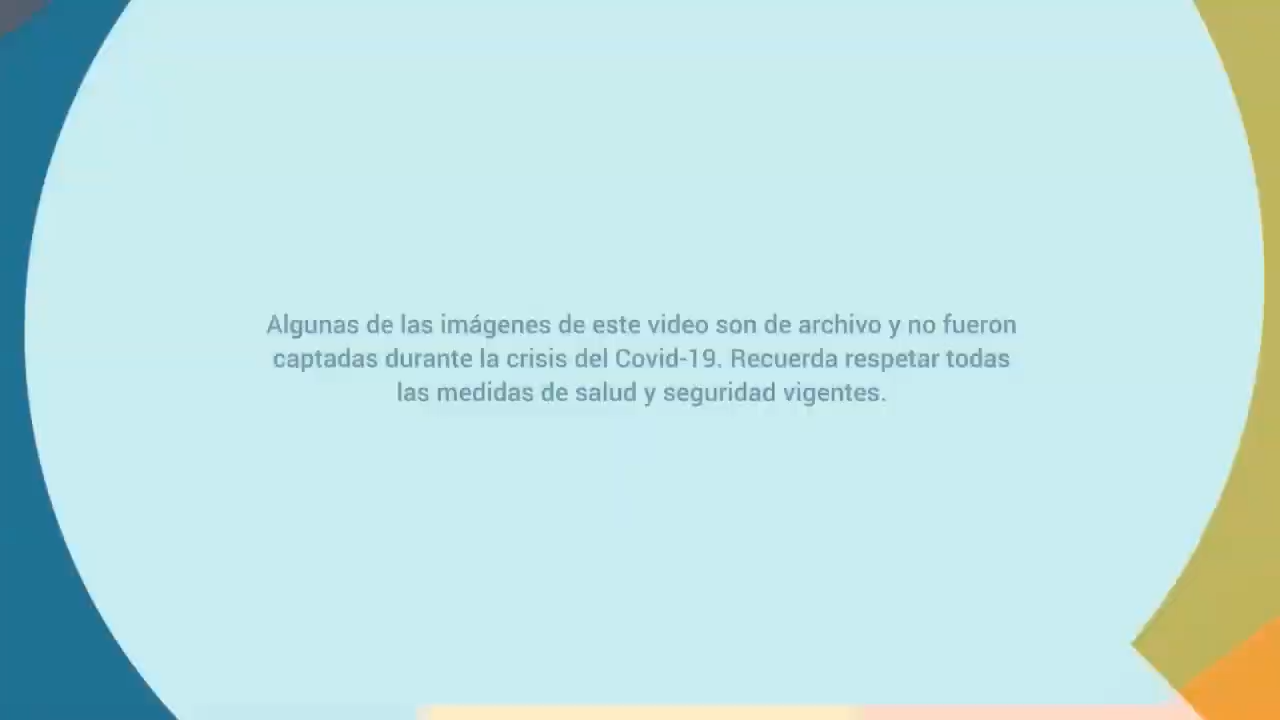 Algunas de las imágenes de este video son de archivo y no fueron
captadas durante la crisis del Covid-19. Recuerda respetar todas
las medidas de salud y seguridad vigentes.